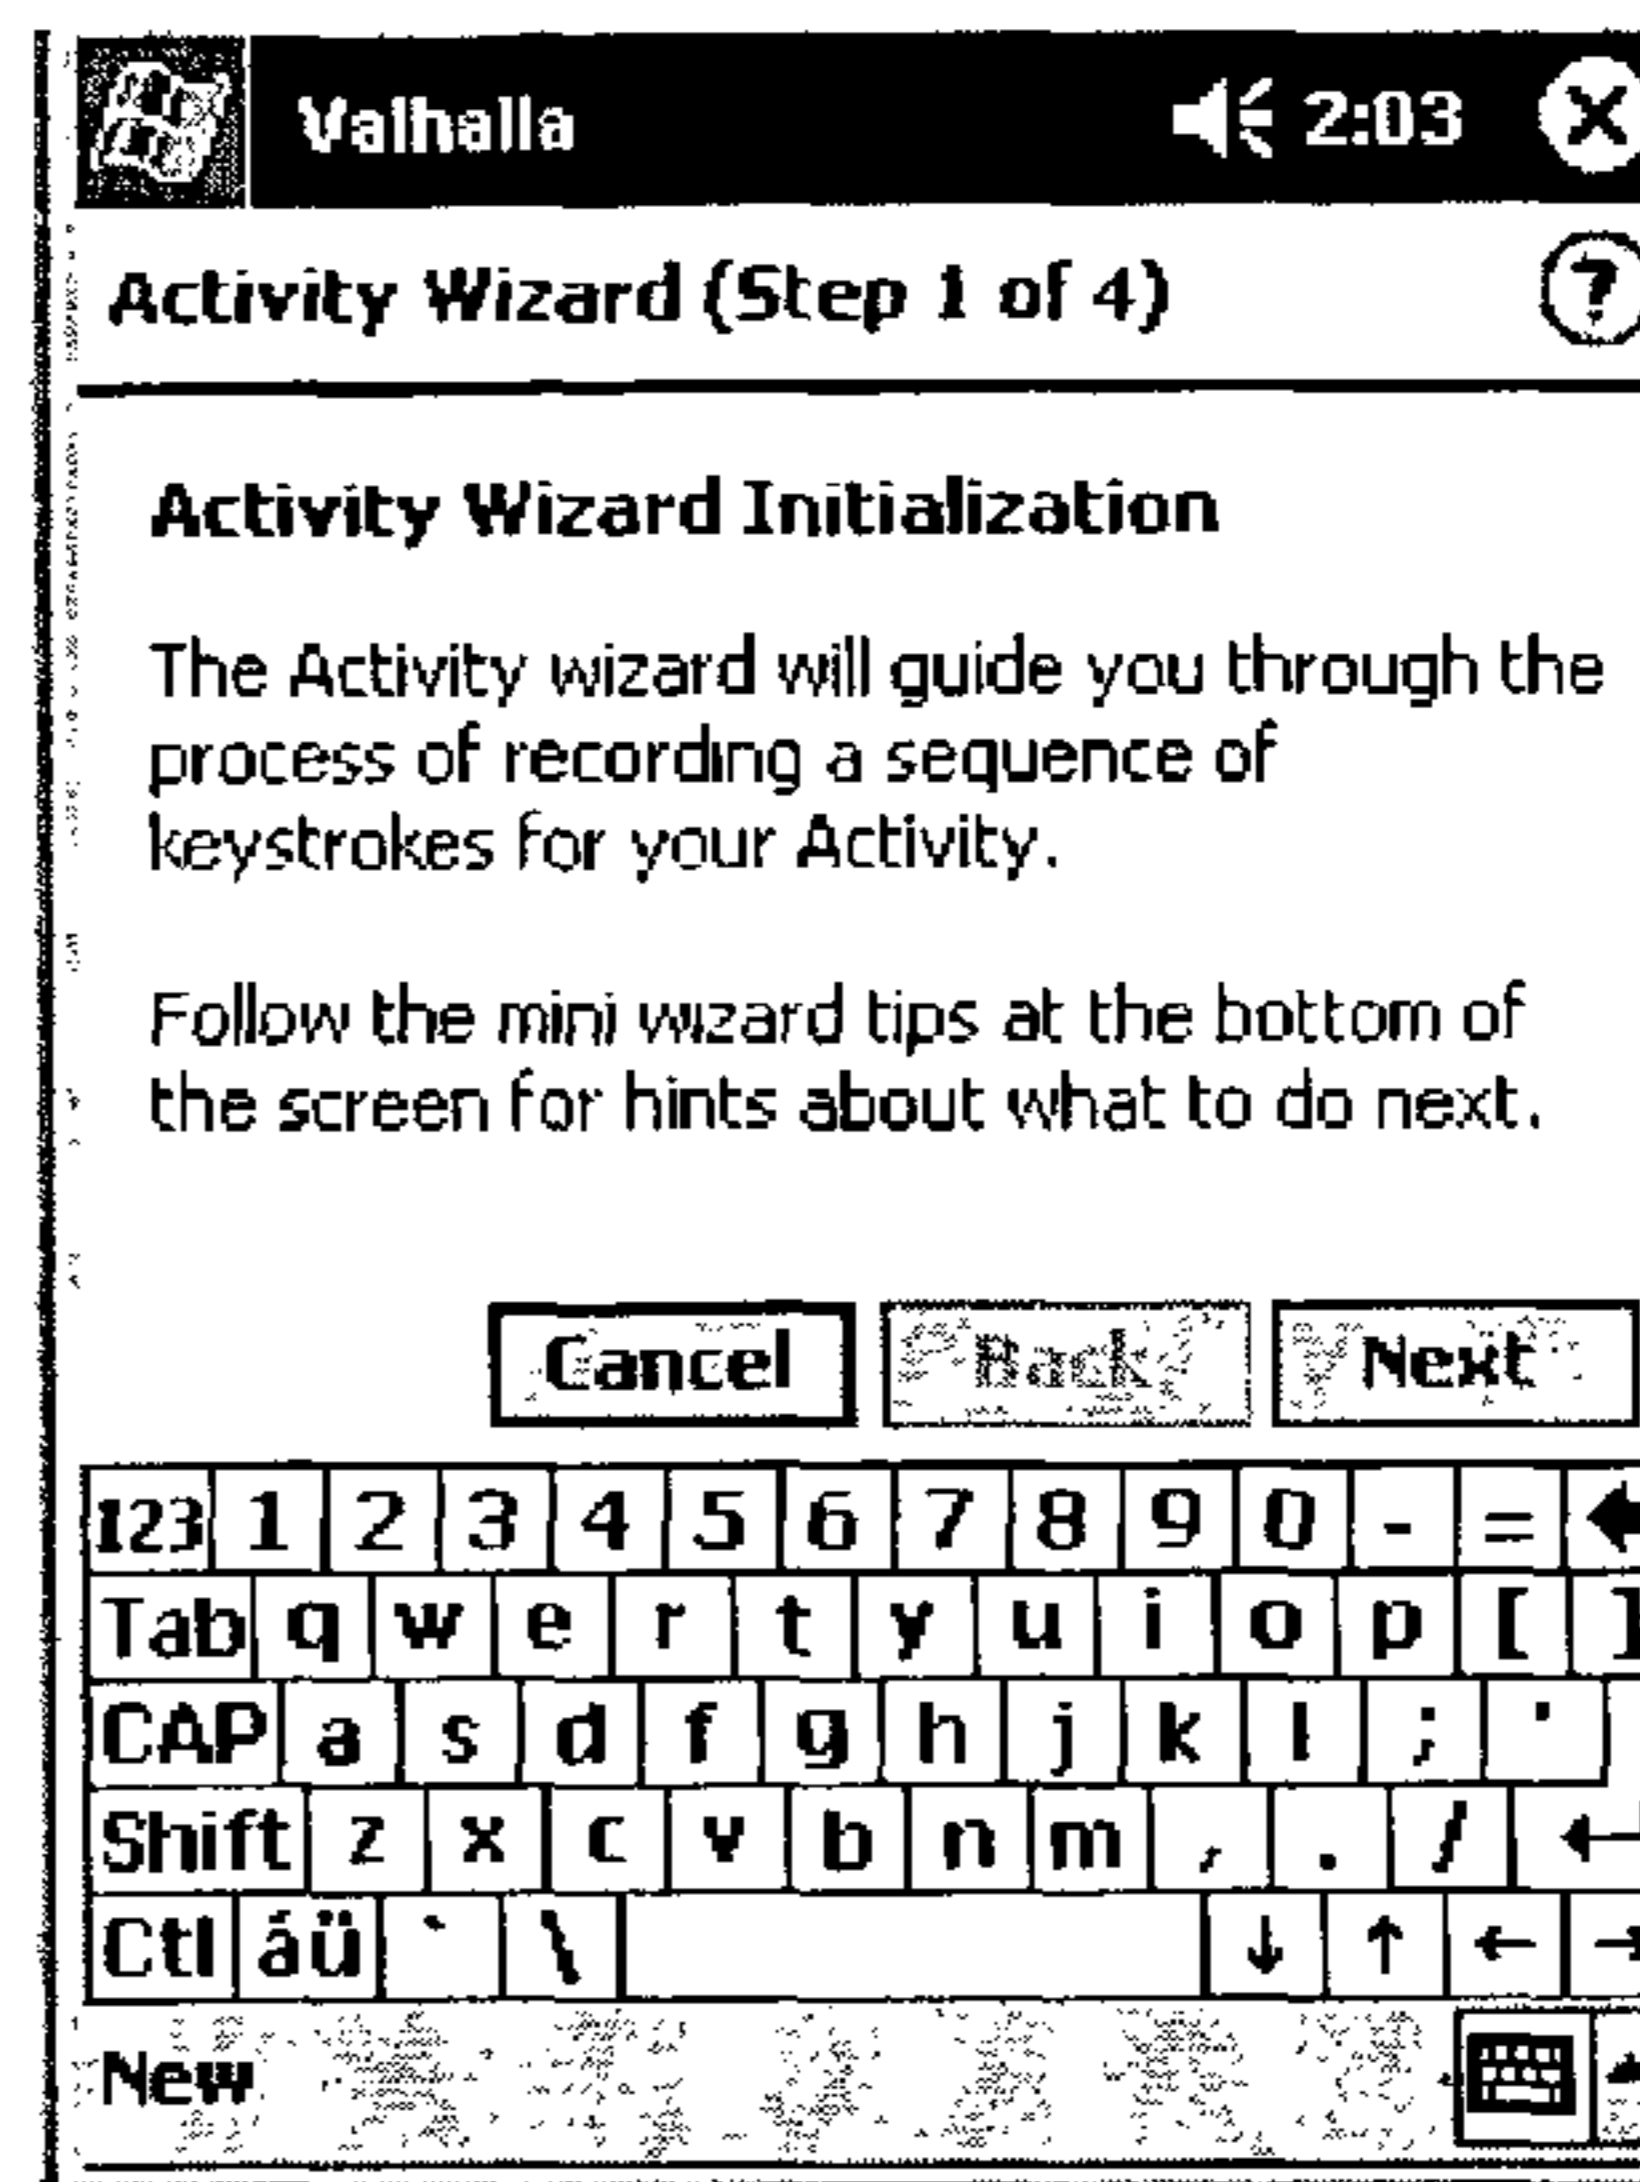 Valhalla 2:03 X
Activity Wizard (Step 1 of 4) ?
Activity Wizard Initialization
The Activity wizard will guide you through the
process of recording a sequence of
keystrokes for your Activity.
Follow the mini wizard tips at the bottom of
the screen for hints about what to do next.
Cancel Back Next
123 1 2 3 4 5 6 7 8 9 0 - = ←
Tab q w e r t y u i o p [ ]
CAP a s d f g h j k l ; '
Shift z x c v b n m , . / ←
Ctl áü ` \ ↓ ↑ ← →
New